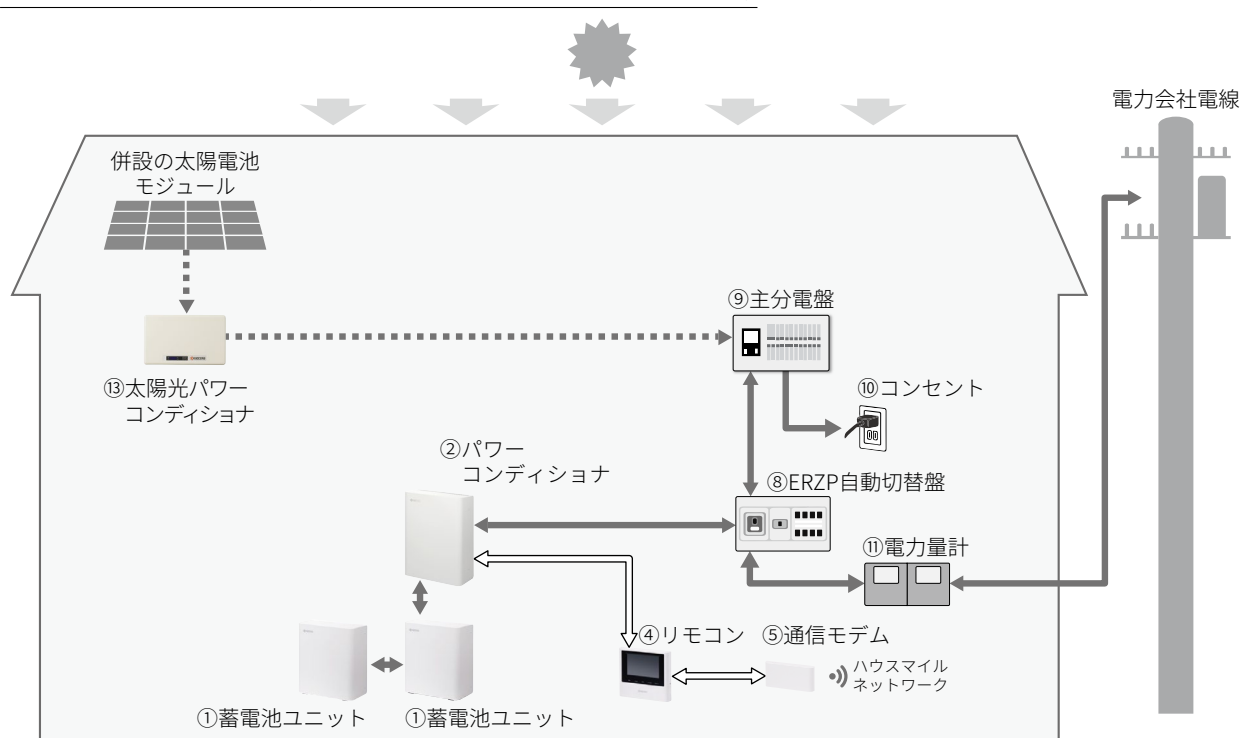 電力会社電線
併設の太陽電池
モジュール
⑨主分電盤
⑬太陽光パワー
コンディショナ
⑩コンセント
②パワー
コンディショナ
⑧ERZP自動切替盤
⑪電力量計
④リモコン
⑤通信モデム
ハウスマイル
ネットワーク
①蓄電池ユニット
①蓄電池ユニット